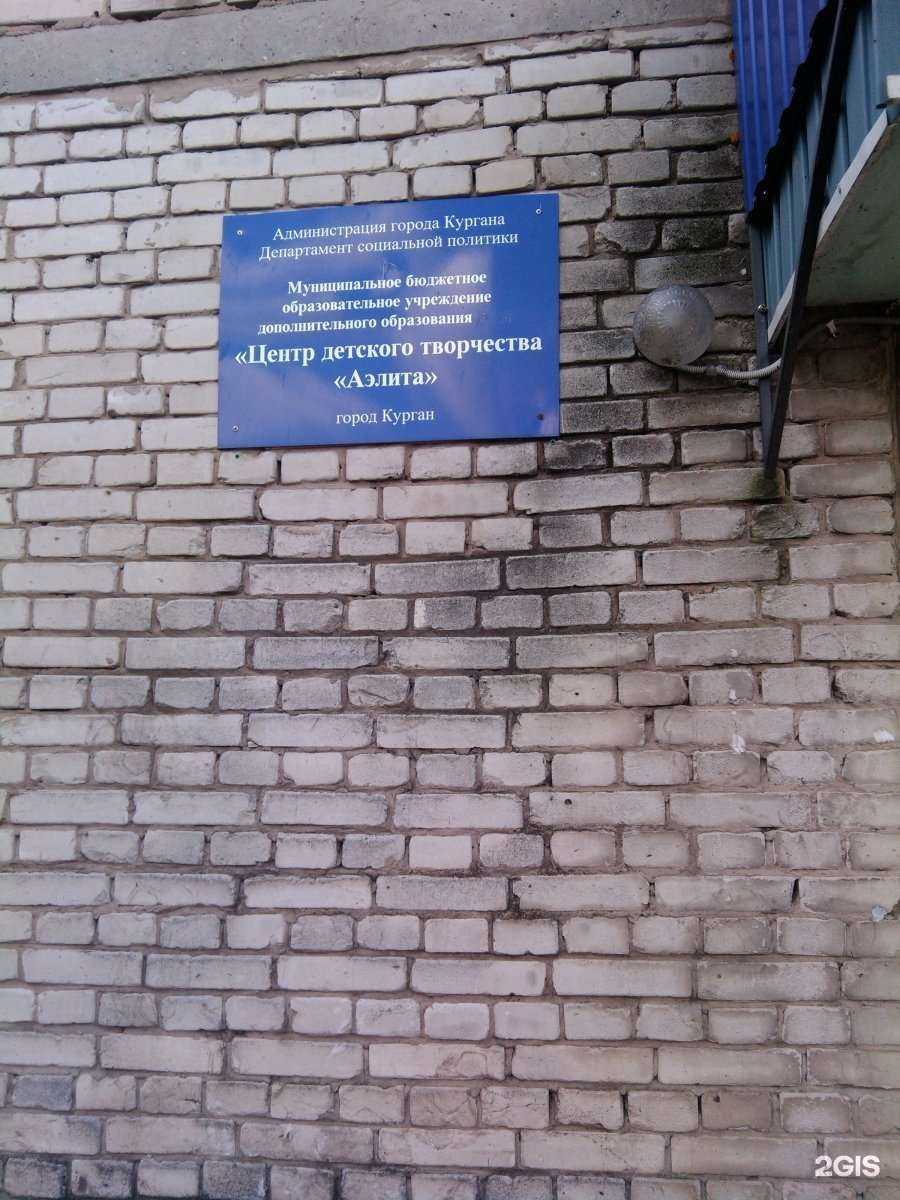 Администрация города Кургана
Департамент социальной политики
Муниципальное бюджетное
образовательное учреждение
дополнительного образования
«Центр детского творчества
«Аэлита»
город Курган
2GIS